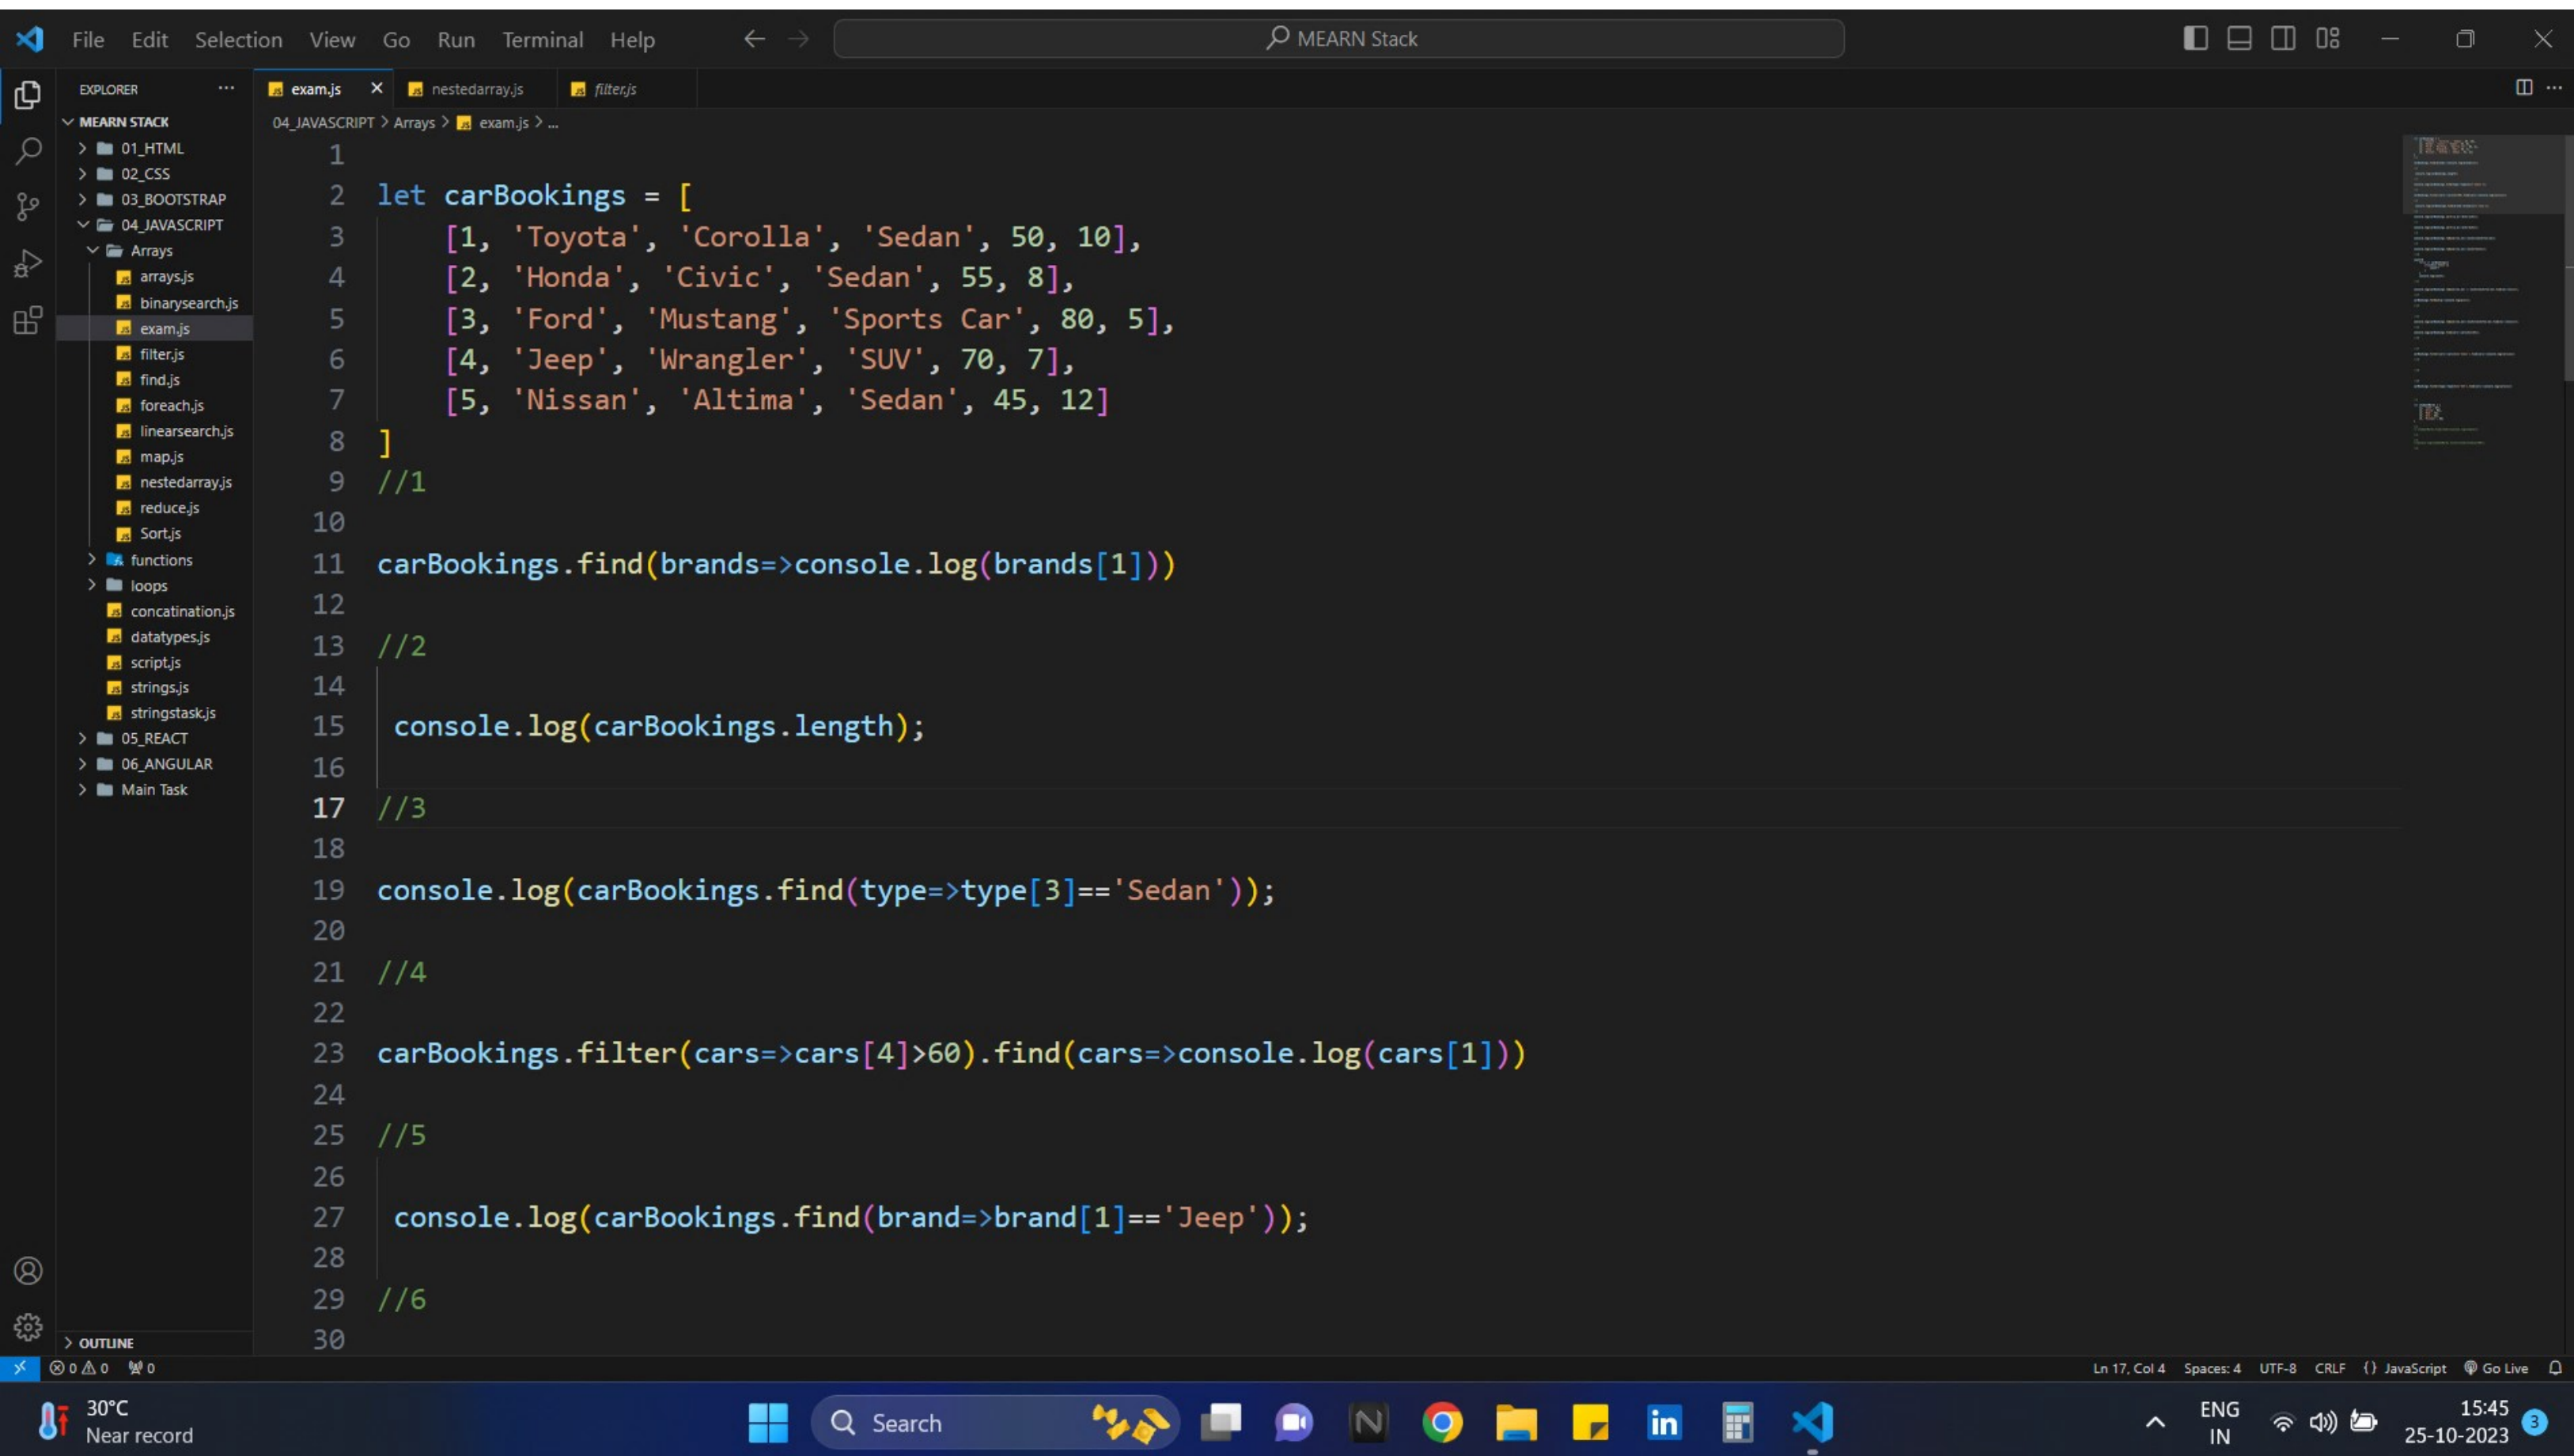 File Edit Selection View Go Run Terminal Help
MEARN Stack
EXPLORER
exam.js
nestedarray.js
filter.js
MEARN STACK
01_HTML
02_CSS
03_BOOTSTRAP
04_JAVASCRIPT
Arrays
arrays.js
binarysearch.js
exam.js
filter.js
find.js
foreach.js
linearsearch.js
map.js
nestedarray.js
reduce.js
Sort.js
functions
loops
concatination.js
datatypes.js
script.js
strings.js
stringstask.js
05_REACT
06_ANGULAR
Main Task
OUTLINE
04_JAVASCRIPT > Arrays > exam.js > ...
1
2 let carBookings = [
3 [1, 'Toyota', 'Corolla', 'Sedan', 50, 10],
4 [2, 'Honda', 'Civic', 'Sedan', 55, 8],
5 [3, 'Ford', 'Mustang', 'Sports Car', 80, 5],
6 [4, 'Jeep', 'Wrangler', 'SUV', 70, 7],
7 [5, 'Nissan', 'Altima', 'Sedan', 45, 12]
8 ]
9 //1
10
11 carBookings.find(brands=>console.log(brands[1]))
12
13 //2
14
15 console.log(carBookings.length);
16
17 //3
18
19 console.log(carBookings.find(type=>type[3]=='Sedan'));
20
21 //4
22
23 carBookings.filter(cars=>cars[4]>60).find(cars=>console.log(cars[1]))
24
25 //5
26
27 console.log(carBookings.find(brand=>brand[1]=='Jeep'));
28
29 //6
30
0 0 0
Ln 17, Col 4 Spaces: 4 UTF-8 CRLF {} JavaScript Go Live
30°C
Near record
Search
in
ENG
IN
15:45
25-10-2023
3